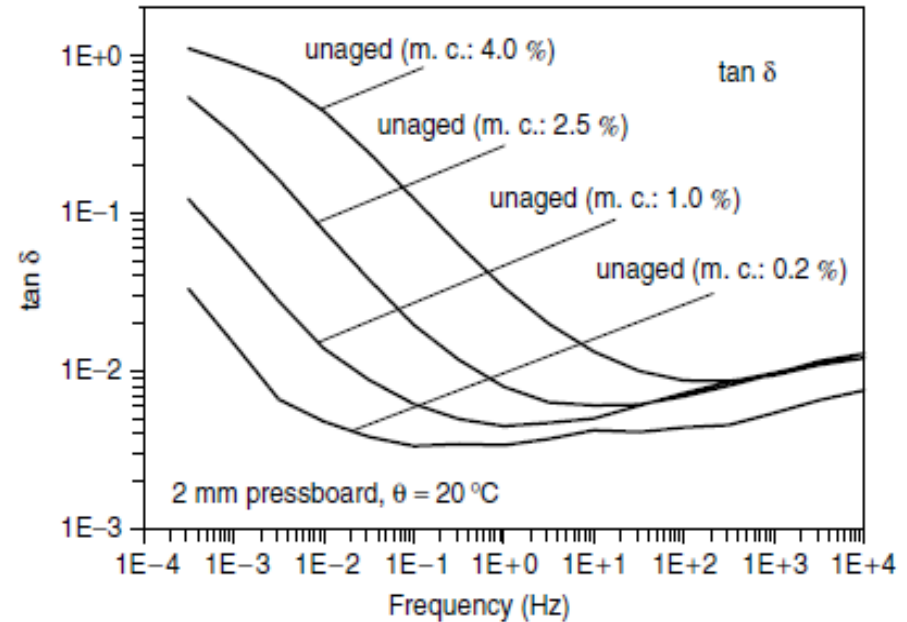 1E+0
1E−1
1E−2
1E−3
tan δ
unaged (m. c.: 4.0 %)
tan δ
unaged (m. c.: 2.5 %)
unaged (m. c.: 1.0 %)
unaged (m. c.: 0.2 %)
2 mm pressboard, θ = 20 °C
1E−4 1E−3 1E−2 1E−1 1E+0 1E+1 1E+2 1E+3 1E+4
Frequency (Hz)